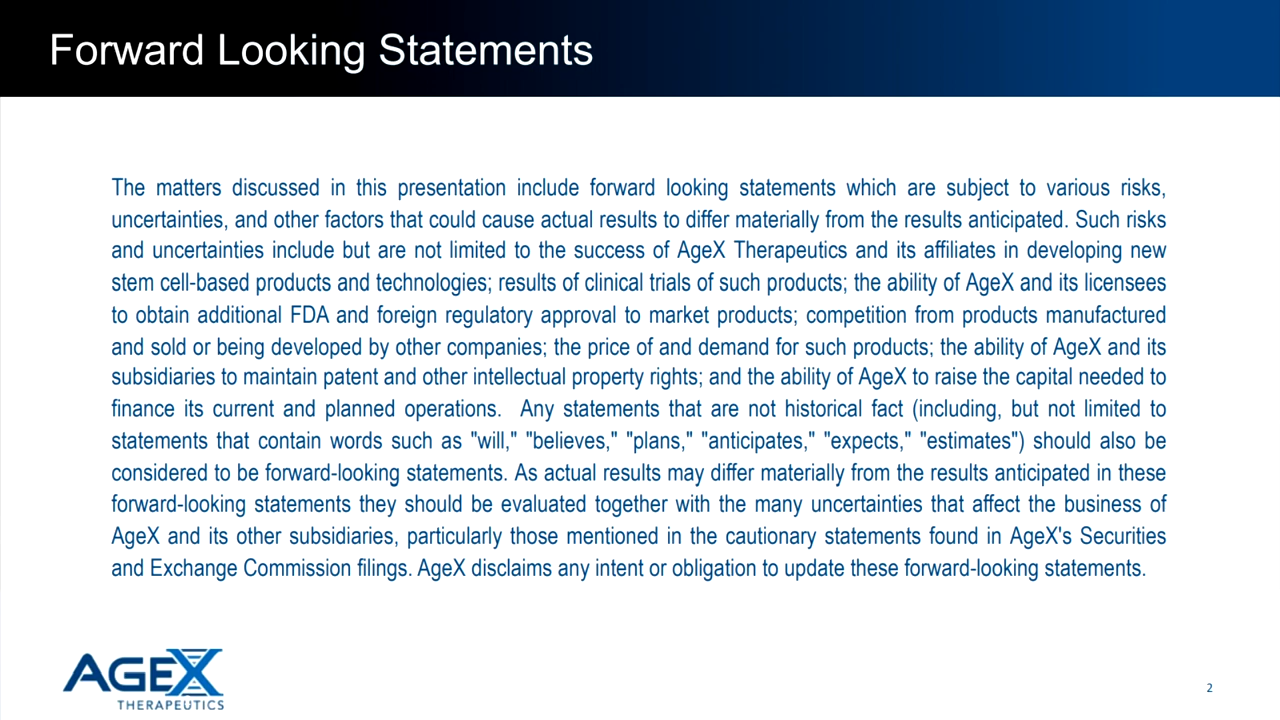 Forward Looking Statements
The matters discussed in this presentation include forward looking statements which are subject to various risks,
uncertainties, and other factors that could cause actual results to differ materially from the results anticipated. Such risks
and uncertainties include but are not limited to the success of AgeX Therapeutics and its affiliates in developing new
stem cell-based products and technologies; results of clinical trials of such products; the ability of AgeX and its licensees
to obtain additional FDA and foreign regulatory approval to market products; competition from products manufactured
and sold or being developed by other companies; the price of and demand for such products; the ability of AgeX and its
subsidiaries to maintain patent and other intellectual property rights; and the ability of AgeX to raise the capital needed to
finance its current and planned operations.  Any statements that are not historical fact (including, but not limited to
statements that contain words such as "will," "believes," "plans," "anticipates," "expects," "estimates") should also be
considered to be forward-looking statements. As actual results may differ materially from the results anticipated in these
forward-looking statements they should be evaluated together with the many uncertainties that affect the business of
AgeX and its other subsidiaries, particularly those mentioned in the cautionary statements found in AgeX's Securities
and Exchange Commission filings. AgeX disclaims any intent or obligation to update these forward-looking statements.
AGEX
THERAPEUTICS
2